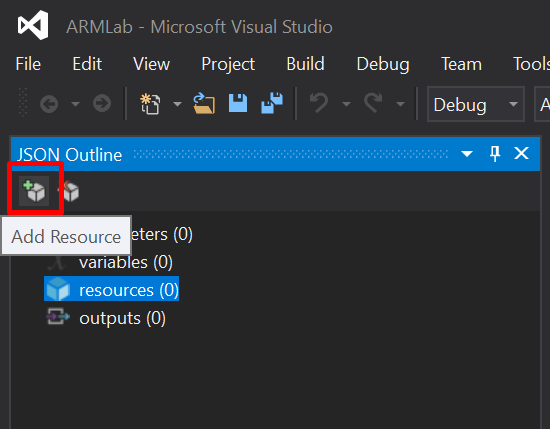 ARMLab - Microsoft Visual Studio
File Edit View Project Build Debug Team Tools
Debug
JSON Outline
Add Resource
eters (0)
variables (0)
resources (0)
outputs (0)